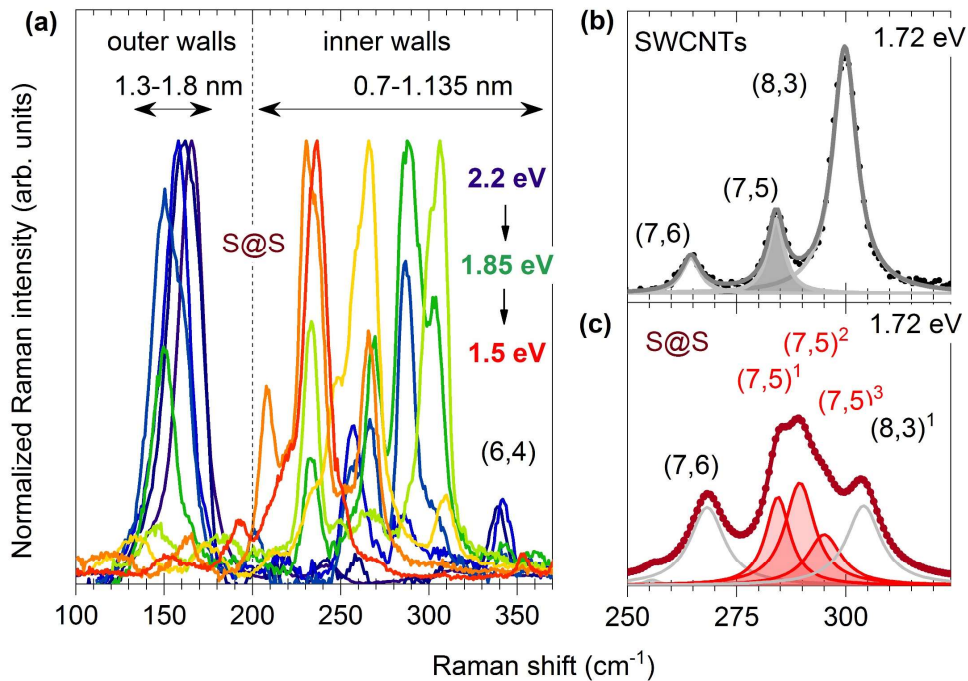 (a)
outer walls
inner walls
1.3-1.8 nm
0.7-1.135 nm
S@S
2.2 eV
1.85 eV
1.5 eV
(6,4)
Normalized Raman intensity (arb. units)
100 150 200 250 300 350
(b)
SWCNTs
1.72 eV
(8,3)
(7,5)
(7,6)
(c)
1.72 eV
S@S
(7,5)²
(7,5)¹
(7,5)³
(8,3)¹
(7,6)
250 275 300
Raman shift (cm⁻¹)